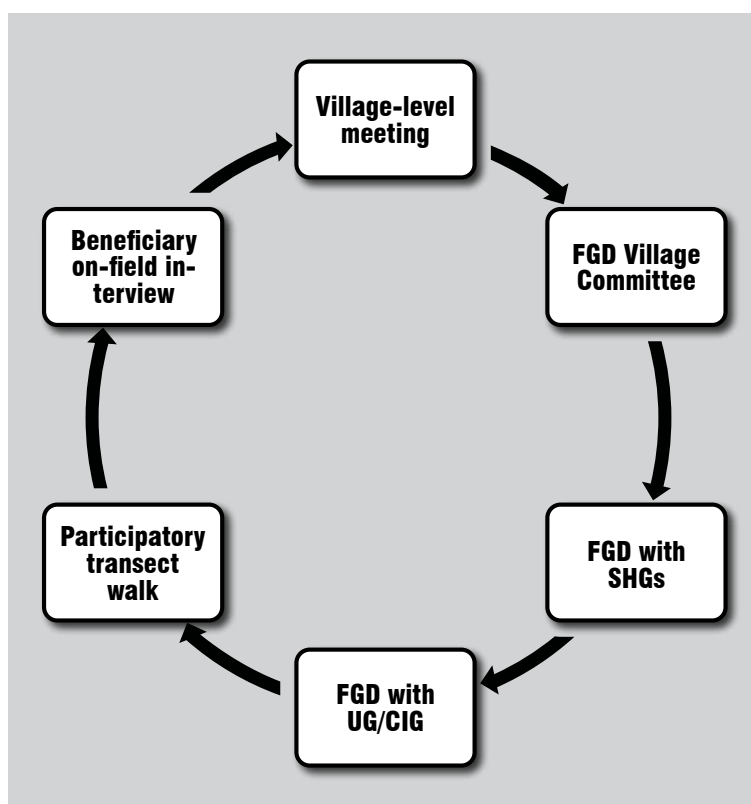 Village-level
meeting
FGD Village
Committee
FGD with
SHGs
FGD with
UG/CIG
Participatory
transect
walk
Beneficiary
on-field in-
terview